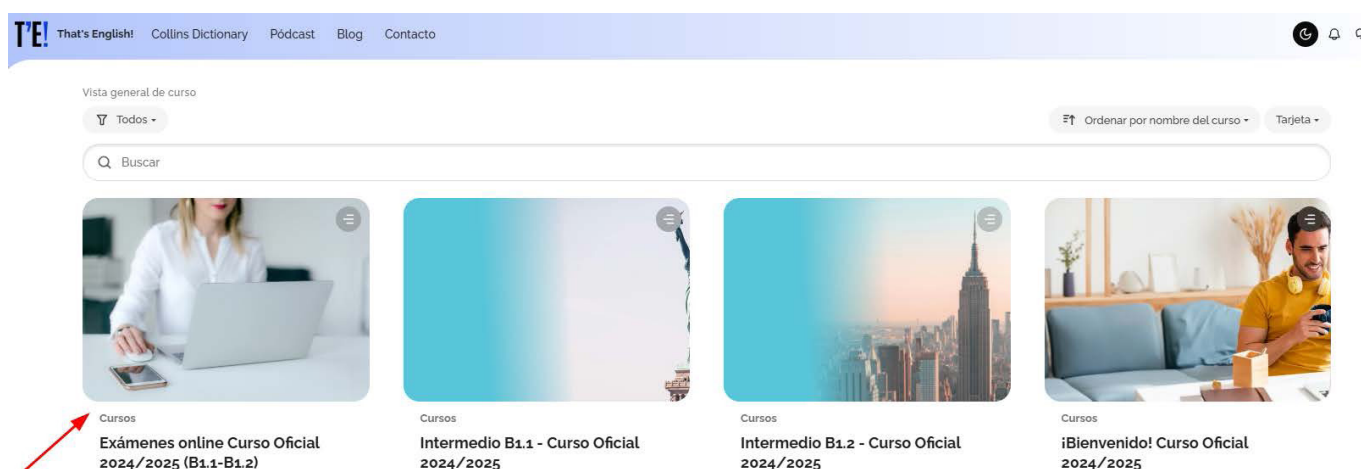 T'E! That's English! Collins Dictionary Pódcast Blog Contacto
Vista general de curso
Todos
Ordenar por nombre del curso Tarjeta
Buscar
Cursos Cursos Cursos Cursos
Exámenes online Curso Oficial Intermedio B1.1 - Curso Oficial Intermedio B1.2 - Curso Oficial ¡Bienvenido! Curso Oficial
2024/2025 (B1.1-B1.2) 2024/2025 2024/2025 2024/2025